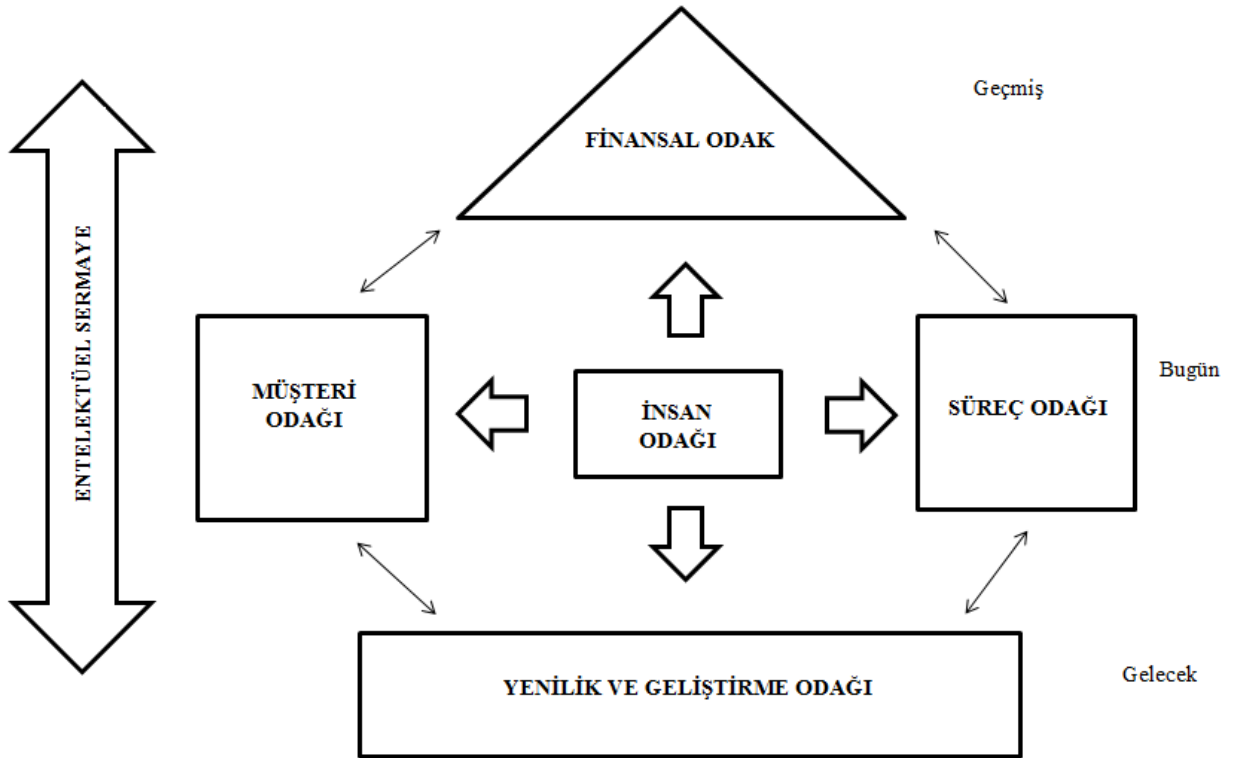 Geçmiş
FİNANSAL ODAK
ENTELEKTÜEL SERMAYE
MÜŞTERİ
ODAĞI
İNSAN
ODAĞI
SÜREÇ ODAĞI
Bugün
YENİLİK VE GELİŞTİRME ODAĞI
Gelecek